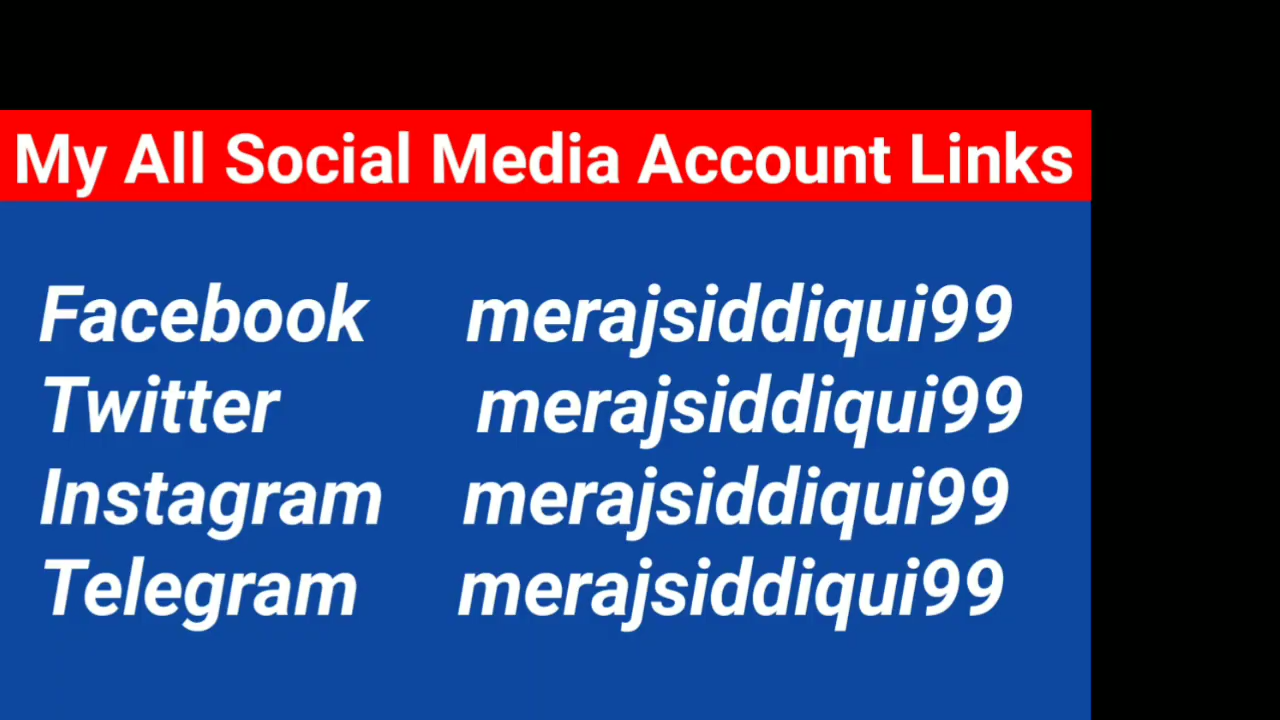 My All Social Media Account Links
Facebook merajsiddiqui99
Twitter merajsiddiqui99
Instagram merajsiddiqui99
Telegram merajsiddiqui99